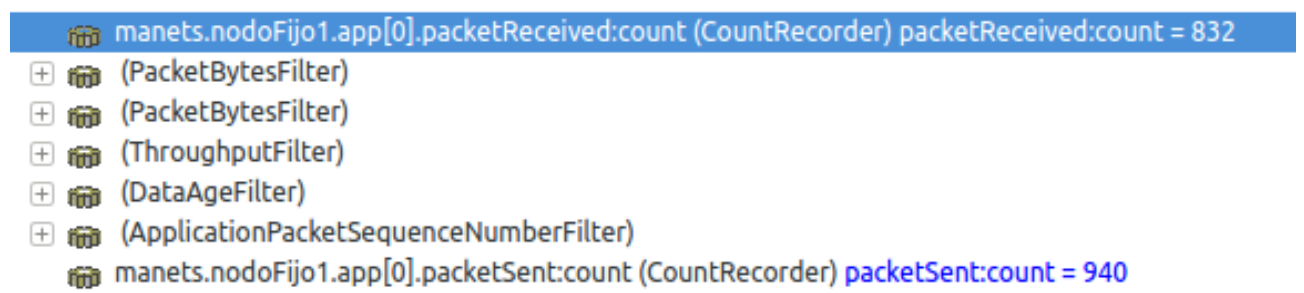 manets.nodoFijo1.app[0].packetReceived:count (CountRecorder) packetReceived:count = 832
(PacketBytesFilter)
(PacketBytesFilter)
(ThroughputFilter)
(DataAgeFilter)
(ApplicationPacketSequenceNumberFilter)
manets.nodoFijo1.app[0].packetSent:count (CountRecorder) packetSent:count = 940